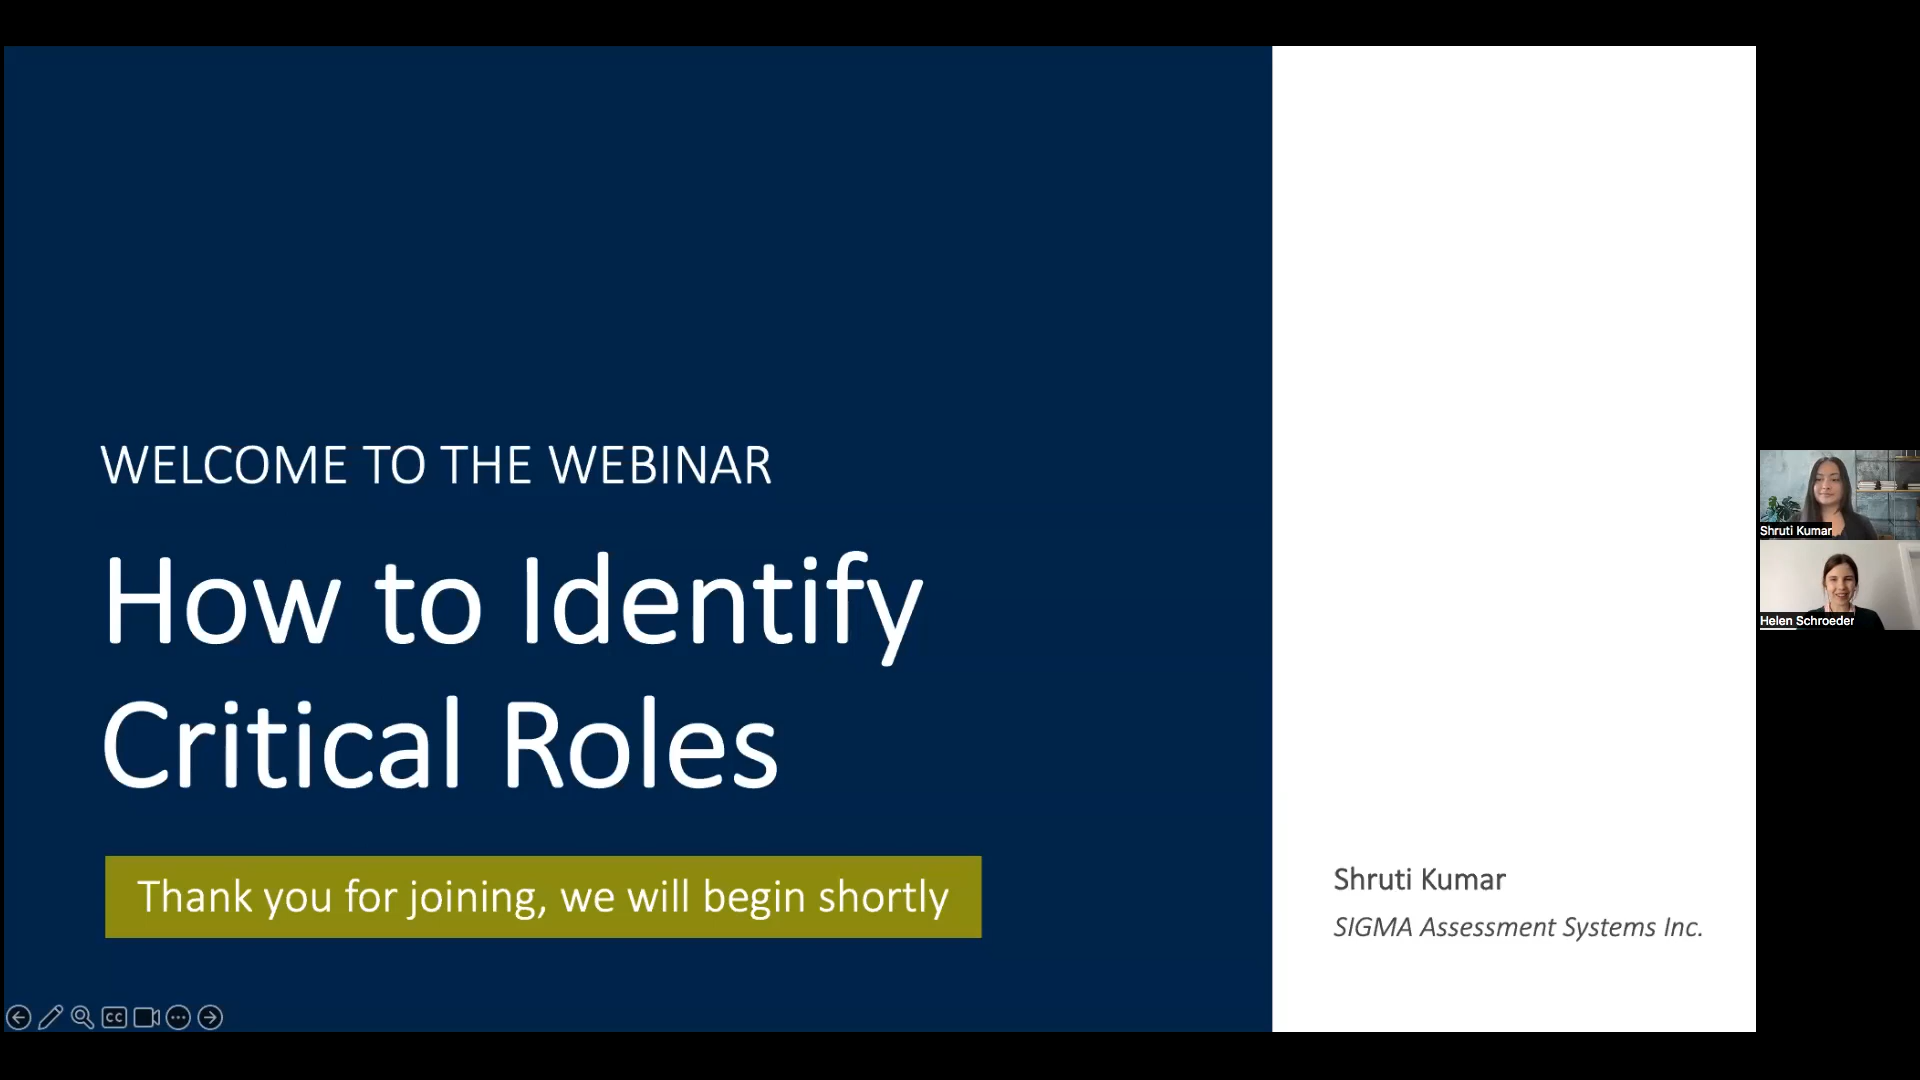 WELCOME TO THE WEBINAR
How to Identify
Critical Roles
Thank you for joining, we will begin shortly
Shruti Kumar
SIGMA Assessment Systems Inc.
Shruti Kumar
Helen Schroeder
CC